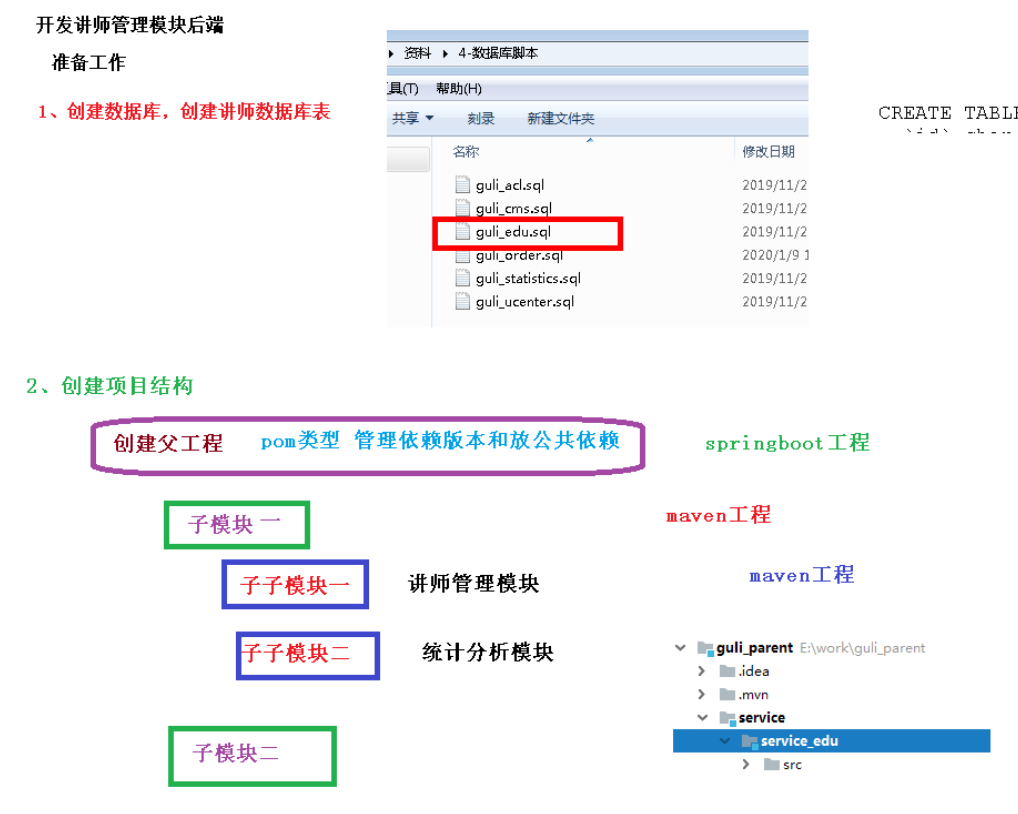 开发讲师管理模块后端
准备工作
1、创建数据库，创建讲师数据库表
资料 4-数据库脚本
具(T) 帮助(H)
共享 刻录 新建文件夹
名称 修改日期
guli_acl.sql 2019/11/2
guli_cms.sql 2019/11/2
guli_edu.sql 2019/11/2
guli_order.sql 2020/1/9 1
guli_statistics.sql 2019/11/2
guli_ucenter.sql 2019/11/2
CREATE TABLE
2、创建项目结构
创建父工程 pom类型 管理依赖版本和放公共依赖 springboot工程
子模块一 maven工程
子子模块一 讲师管理模块 maven工程
子子模块二 统计分析模块
子模块二
guli_parent E:\work\guli_parent
.idea
.mvn
service
service_edu
src